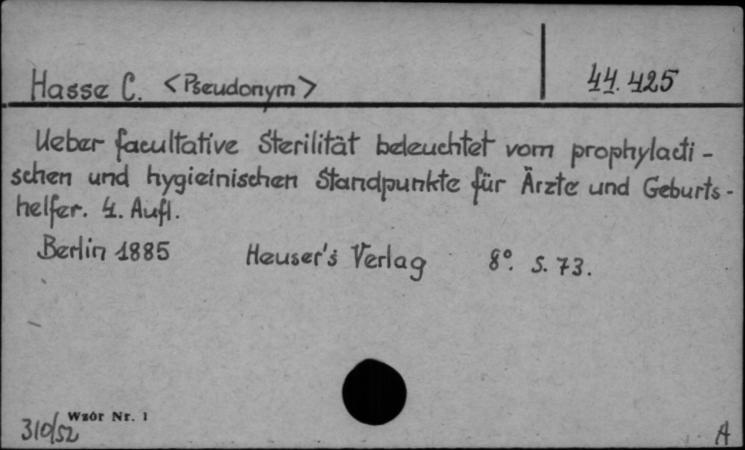 Hasse C. <Pseudonym> 44.425
Ueber facultative Sterilität beleuchtet vom prophylacti-
schen und hygieinischen Standpunkte für Ärzte und Geburts-
helfer. 4. Aufl.
Berlin 1885 Heuser's Verlag 8°. S. 73.
Wzór Nr. 1
310/52 A